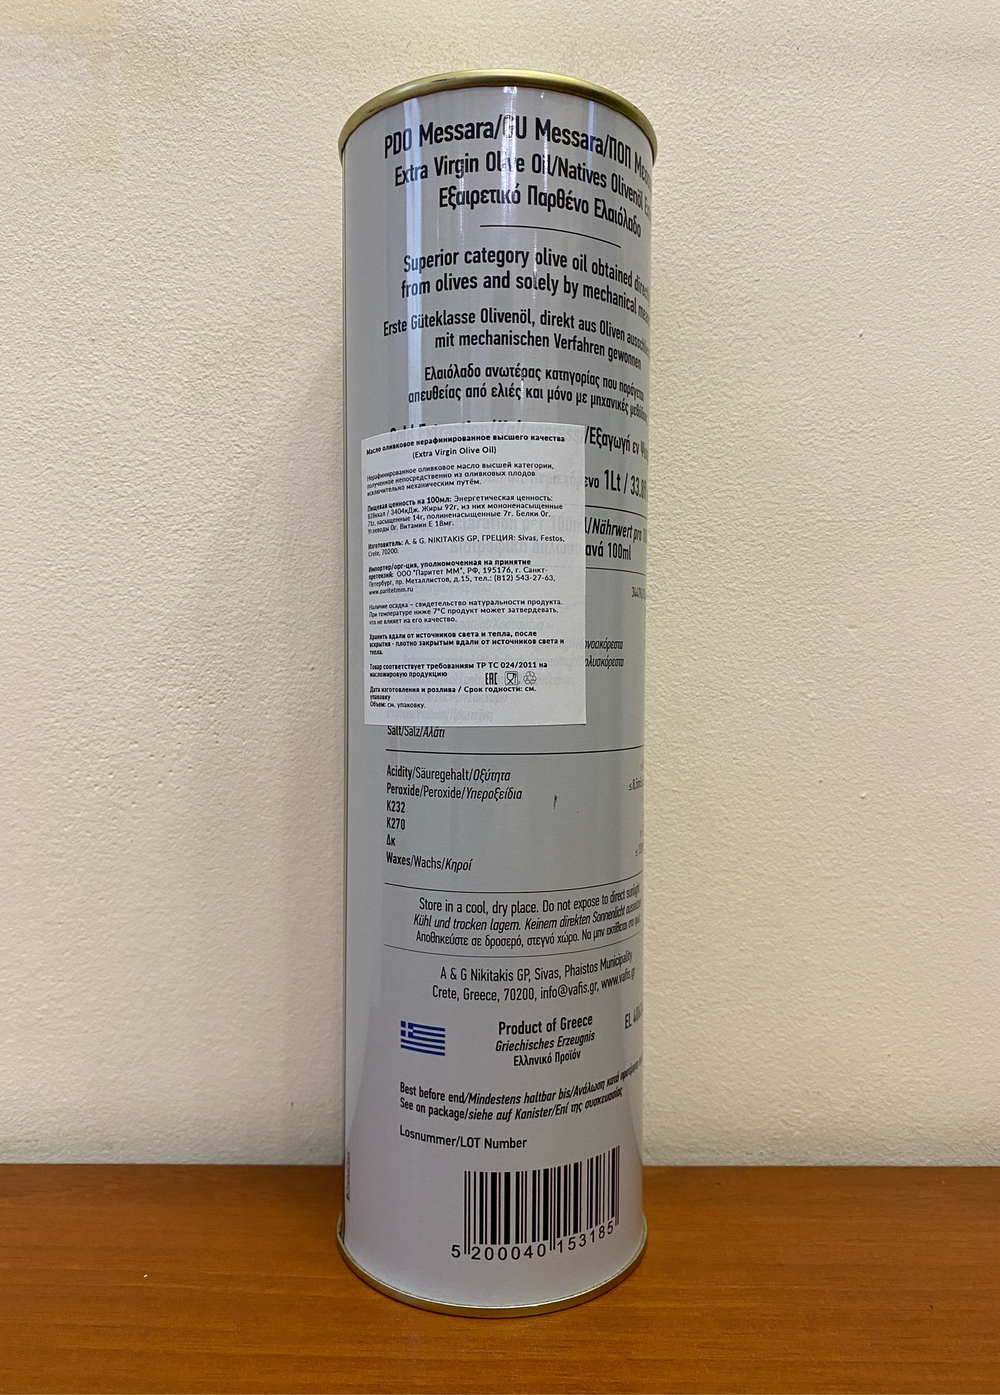 PDO Messara/GU Messara/ΠΟΠ
Extra Virgin Olive Oil/Natives Olivenöl
Εξαιρετικό Παρθένο Ελαιόλαδο
Superior category olive oil obtained
from olives and solely by mechanical
Erste Güteklasse Olivenöl, direkt aus Oliven
mit mechanischen Verfahren gewonnen
Ελαιόλαδο ανωτέρας κατηγορίας που παράγεται
απευθείας από ελιές και μόνο με μηχανικές
/Εξαγωγή εν
1Lt / 33.8
/Nährwert pro
ανά 100ml
Масло оливковое нерафинированное высшего качества
(Extra Virgin Olive Oil)
Нерафинированное оливковое масло высшей категории,
полученное непосредственно из оливковых плодов
исключительно механическим путём.
Пищевая ценность на 100мл: Энергетическая ценность:
828ккал / 3404кДж. Жиры 92г, из них мононенасыщенные
71г, насыщенные 14г, полиненасыщенные 7г. Белки 0г.
Углеводы 0г. Витамин Е 18мг.
Изготовитель: A. & G. NIKITAKIS GP, ГРЕЦИЯ: Sivas, Festos,
Crete, 70200.
Импортер/орг-ция, уполномоченная на принятие
претензий: ООО "Паритет ММ", РФ, 195176, г. Санкт-
Петербург, пр. Металлистов, д.15, тел.: (812) 543-27-63,
www.paritetmm.ru
Наличие осадка – свидетельство натуральности продукта.
При температуре ниже 7°С продукт может затвердевать,
что не влияет на его качество.
Хранить вдали от источников света и тепла, после
вскрытия - плотно закрытым вдали от источников света и
тепла.
Товар соответствует требованиям ТР ТС 024/2011 на
масложировую продукцию
EAC
Дата изготовления и розлива / Срок годности: см.
упаковку
Объем: см. упаковку.
Salt/Salz/Αλάτι
Acidity/Säuregehalt/Οξύτητα
Peroxide/Peroxide/Υπεροξείδια
K232
K270
Δκ
Waxes/Wachs/Κηροί
Store in a cool, dry place. Do not expose to direct sunlight
Kühl und trocken lagern. Keinem direkten Sonnenlicht
Αποθηκεύστε σε δροσερό, στεγνό χώρο. Να μην εκτίθεται στο
A & G Nikitakis GP, Sivas, Phaistos Municipality
Crete, Greece, 70200, info@vafis.gr, www.vafis.gr
EL
Product of Greece
Griechisches Erzeugnis
Ελληνικό Προϊόν
Best before end/Mindestens haltbar bis/Ανάλωση κατά προτίμηση
See on package/siehe auf Kanister/Επί της συσκευασίας
Losnummer/LOT Number
5 200040 153185